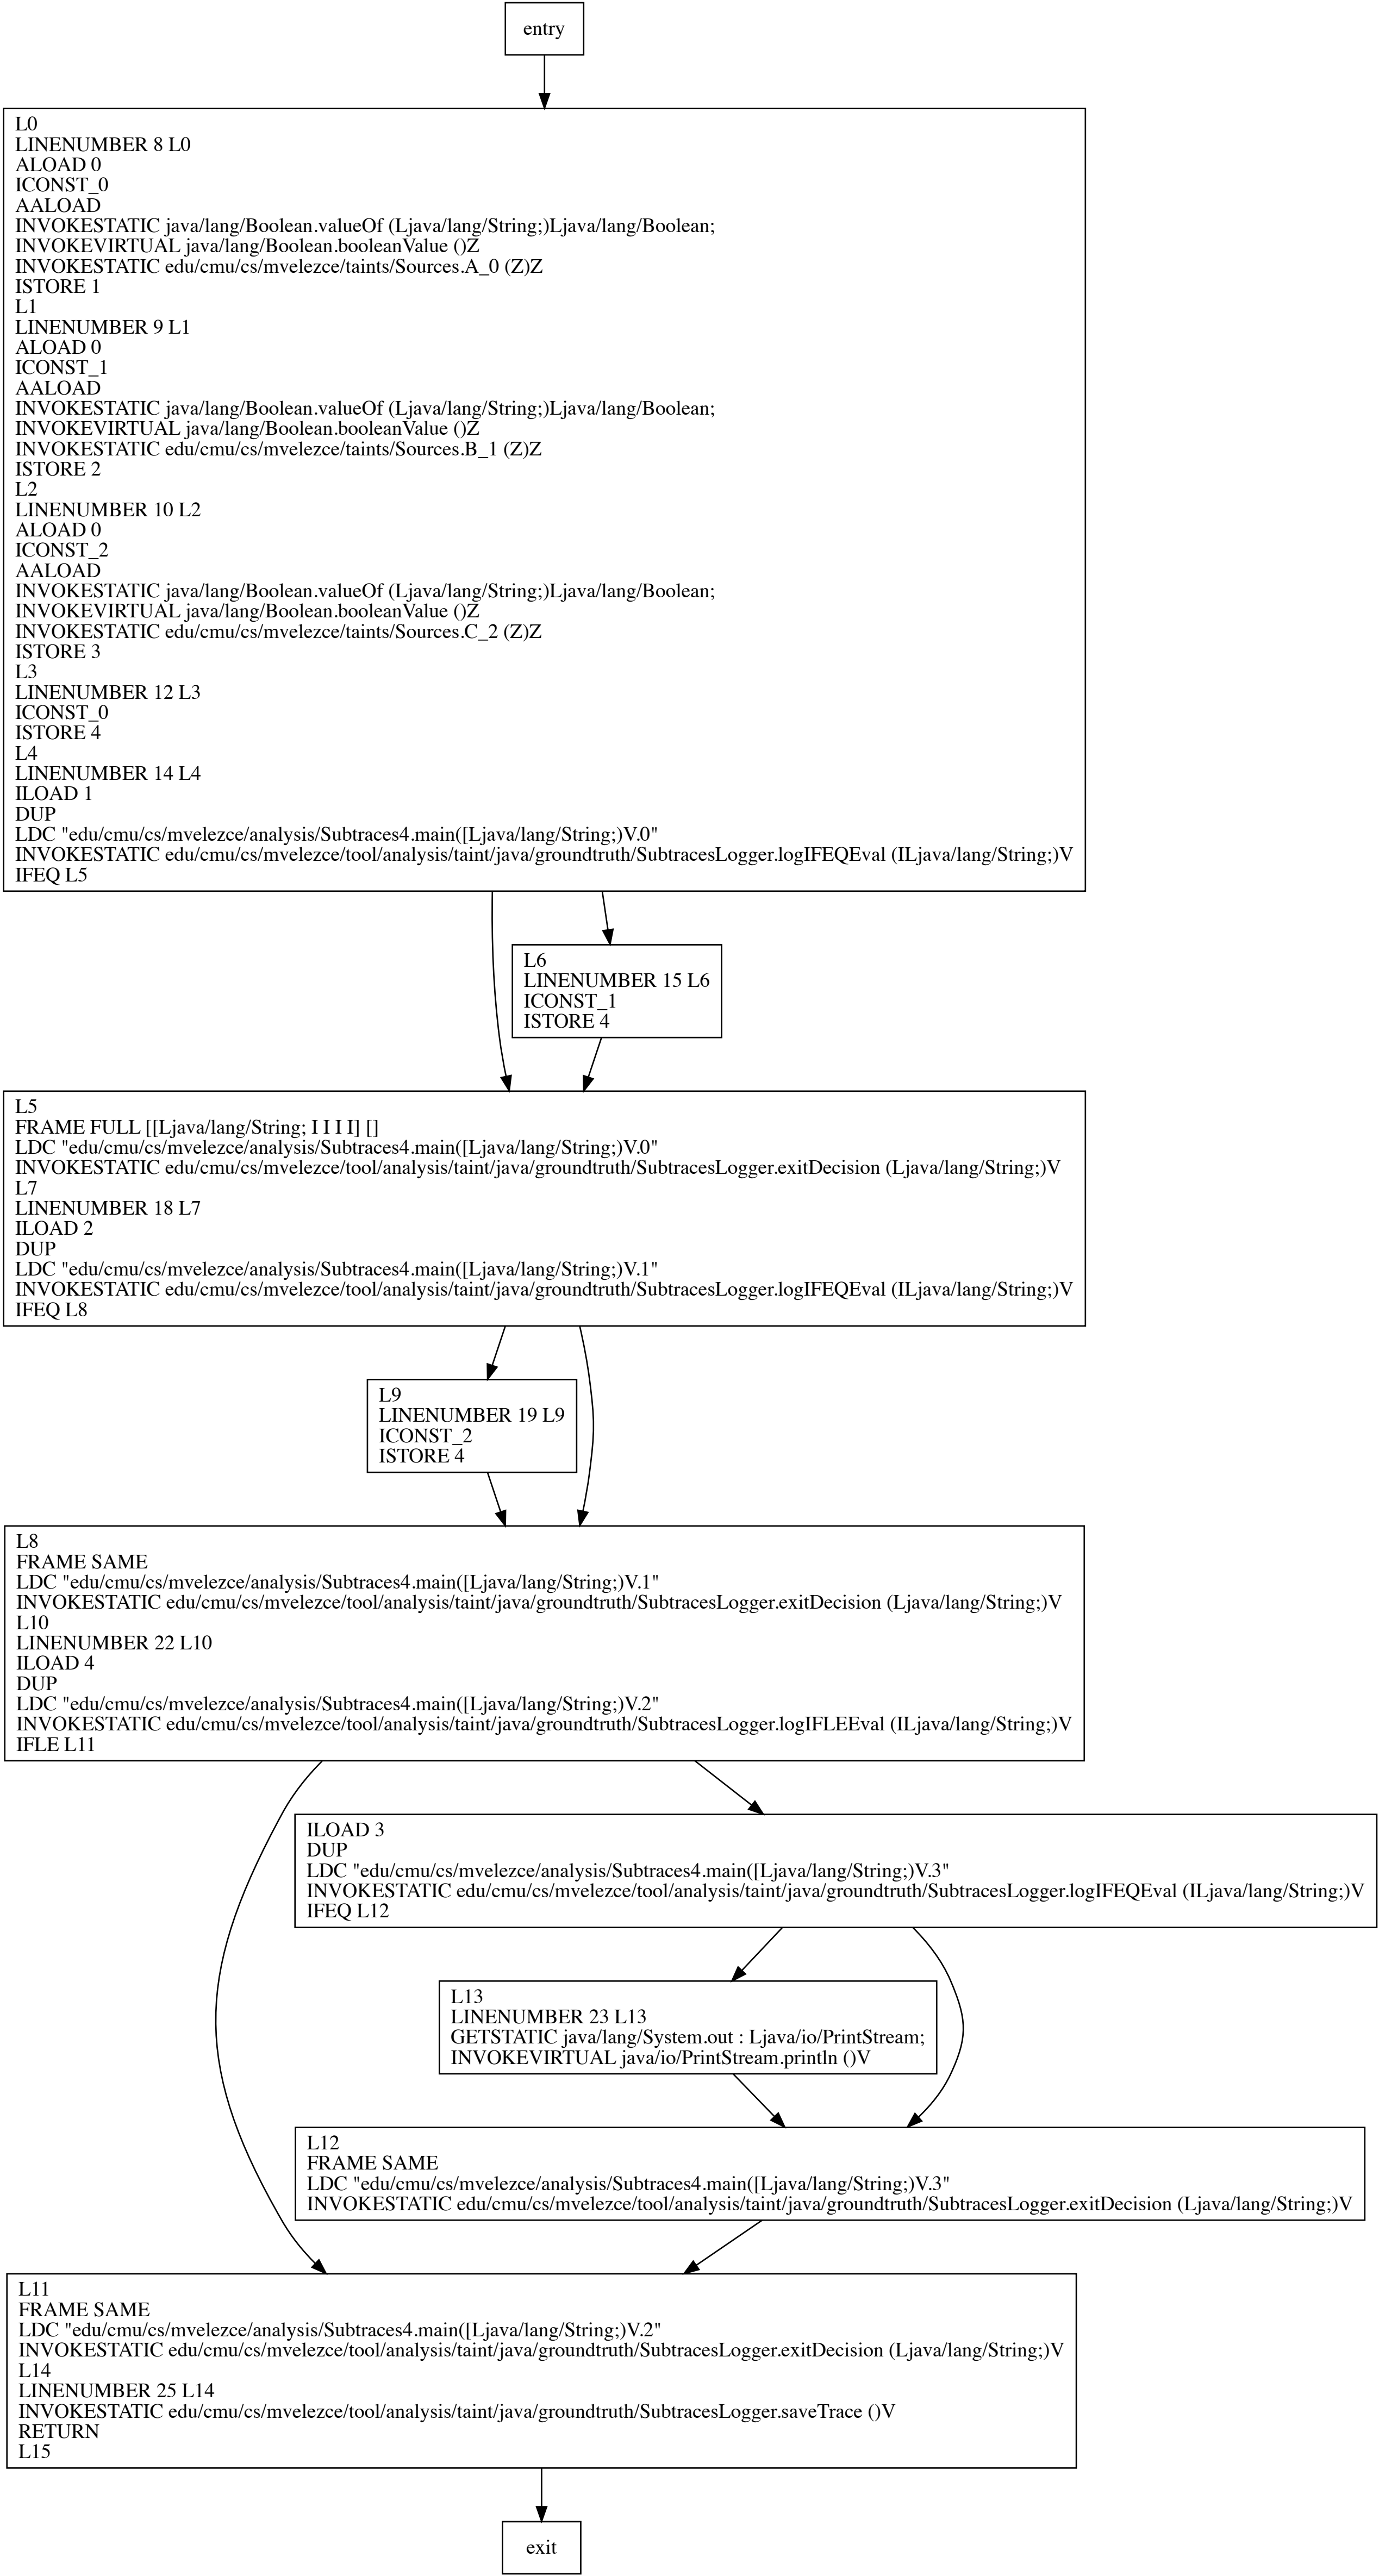 entry
L0
LINENUMBER 8 L0
ALOAD 0
ICONST_0
AALOAD
INVOKESTATIC java/lang/Boolean.valueOf (Ljava/lang/String;)Ljava/lang/Boolean;
INVOKEVIRTUAL java/lang/Boolean.booleanValue ()Z
INVOKESTATIC edu/cmu/cs/mvelezce/taints/Sources.A_0 (Z)Z
ISTORE 1
L1
LINENUMBER 9 L1
ALOAD 0
ICONST_1
AALOAD
INVOKESTATIC java/lang/Boolean.valueOf (Ljava/lang/String;)Ljava/lang/Boolean;
INVOKEVIRTUAL java/lang/Boolean.booleanValue ()Z
INVOKESTATIC edu/cmu/cs/mvelezce/taints/Sources.B_1 (Z)Z
ISTORE 2
L2
LINENUMBER 10 L2
ALOAD 0
ICONST_2
AALOAD
INVOKESTATIC java/lang/Boolean.valueOf (Ljava/lang/String;)Ljava/lang/Boolean;
INVOKEVIRTUAL java/lang/Boolean.booleanValue ()Z
INVOKESTATIC edu/cmu/cs/mvelezce/taints/Sources.C_2 (Z)Z
ISTORE 3
L3
LINENUMBER 12 L3
ICONST_0
ISTORE 4
L4
LINENUMBER 14 L4
ILOAD 1
DUP
LDC "edu/cmu/cs/mvelezce/analysis/Subtraces4.main([Ljava/lang/String;)V.0"
INVOKESTATIC edu/cmu/cs/mvelezce/tool/analysis/taint/java/groundtruth/SubtracesLogger.logIFEQEval (ILjava/lang/String;)V
IFEQ L5
L6
LINENUMBER 15 L6
ICONST_1
ISTORE 4
L5
FRAME FULL [[Ljava/lang/String; I I I I] []
LDC "edu/cmu/cs/mvelezce/analysis/Subtraces4.main([Ljava/lang/String;)V.0"
INVOKESTATIC edu/cmu/cs/mvelezce/tool/analysis/taint/java/groundtruth/SubtracesLogger.exitDecision (Ljava/lang/String;)V
L7
LINENUMBER 18 L7
ILOAD 2
DUP
LDC "edu/cmu/cs/mvelezce/analysis/Subtraces4.main([Ljava/lang/String;)V.1"
INVOKESTATIC edu/cmu/cs/mvelezce/tool/analysis/taint/java/groundtruth/SubtracesLogger.logIFEQEval (ILjava/lang/String;)V
IFEQ L8
L9
LINENUMBER 19 L9
ICONST_2
ISTORE 4
L8
FRAME SAME
LDC "edu/cmu/cs/mvelezce/analysis/Subtraces4.main([Ljava/lang/String;)V.1"
INVOKESTATIC edu/cmu/cs/mvelezce/tool/analysis/taint/java/groundtruth/SubtracesLogger.exitDecision (Ljava/lang/String;)V
L10
LINENUMBER 22 L10
ILOAD 4
DUP
LDC "edu/cmu/cs/mvelezce/analysis/Subtraces4.main([Ljava/lang/String;)V.2"
INVOKESTATIC edu/cmu/cs/mvelezce/tool/analysis/taint/java/groundtruth/SubtracesLogger.logIFLEEval (ILjava/lang/String;)V
IFLE L11
ILOAD 3
DUP
LDC "edu/cmu/cs/mvelezce/analysis/Subtraces4.main([Ljava/lang/String;)V.3"
INVOKESTATIC edu/cmu/cs/mvelezce/tool/analysis/taint/java/groundtruth/SubtracesLogger.logIFEQEval (ILjava/lang/String;)V
IFEQ L12
L13
LINENUMBER 23 L13
GETSTATIC java/lang/System.out : Ljava/io/PrintStream;
INVOKEVIRTUAL java/io/PrintStream.println ()V
L12
FRAME SAME
LDC "edu/cmu/cs/mvelezce/analysis/Subtraces4.main([Ljava/lang/String;)V.3"
INVOKESTATIC edu/cmu/cs/mvelezce/tool/analysis/taint/java/groundtruth/SubtracesLogger.exitDecision (Ljava/lang/String;)V
L11
FRAME SAME
LDC "edu/cmu/cs/mvelezce/analysis/Subtraces4.main([Ljava/lang/String;)V.2"
INVOKESTATIC edu/cmu/cs/mvelezce/tool/analysis/taint/java/groundtruth/SubtracesLogger.exitDecision (Ljava/lang/String;)V
L14
LINENUMBER 25 L14
INVOKESTATIC edu/cmu/cs/mvelezce/tool/analysis/taint/java/groundtruth/SubtracesLogger.saveTrace ()V
RETURN
L15
exit